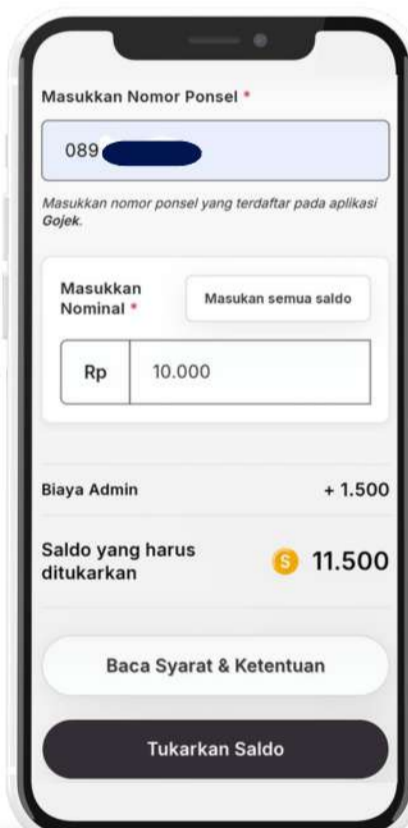 Masukkan Nomor Ponsel *
089
Masukkan nomor ponsel yang terdaftar pada aplikasi
Gojek.
Masukkan
Nominal *
Masukan semua saldo
Rp
10.000
Biaya Admin
+ 1.500
Saldo yang harus
ditukarkan
S 11.500
Baca Syarat & Ketentuan
Tukarkan Saldo